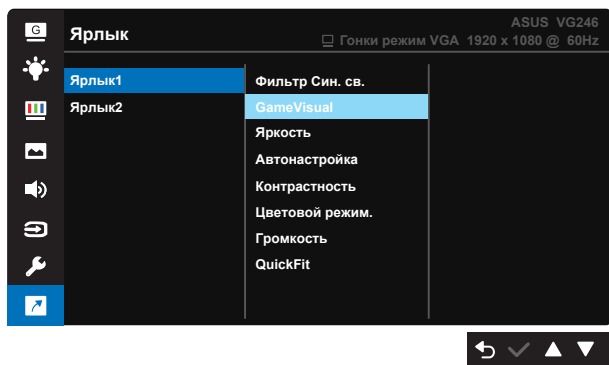 G
Ярлык
ASUS VG246
Гонки режим VGA 1920 x 1080 @ 60Hz
Ярлык1
Ярлык2
Фильтр Син. св.
GameVisual
Яркость
Автонастройка
Контрастность
Цветовой режим.
Громкость
QuickFit